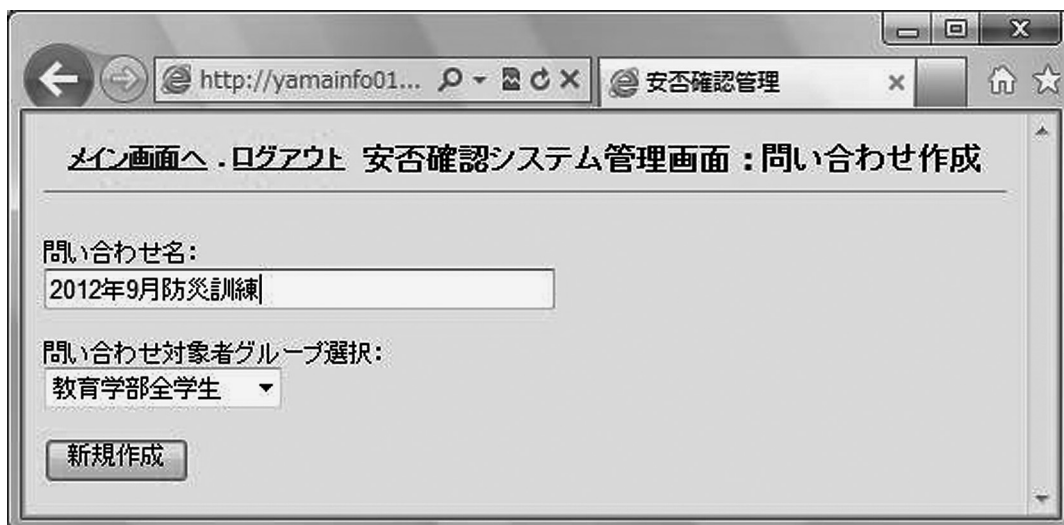 http://yamainfo01... 安否確認管理
メイン画面へ . ログアウト 安否確認システム管理画面 : 問い合わせ作成
問い合わせ名:
2012年9月防災訓練
問い合わせ対象者グループ選択:
教育学部全学生
新規作成